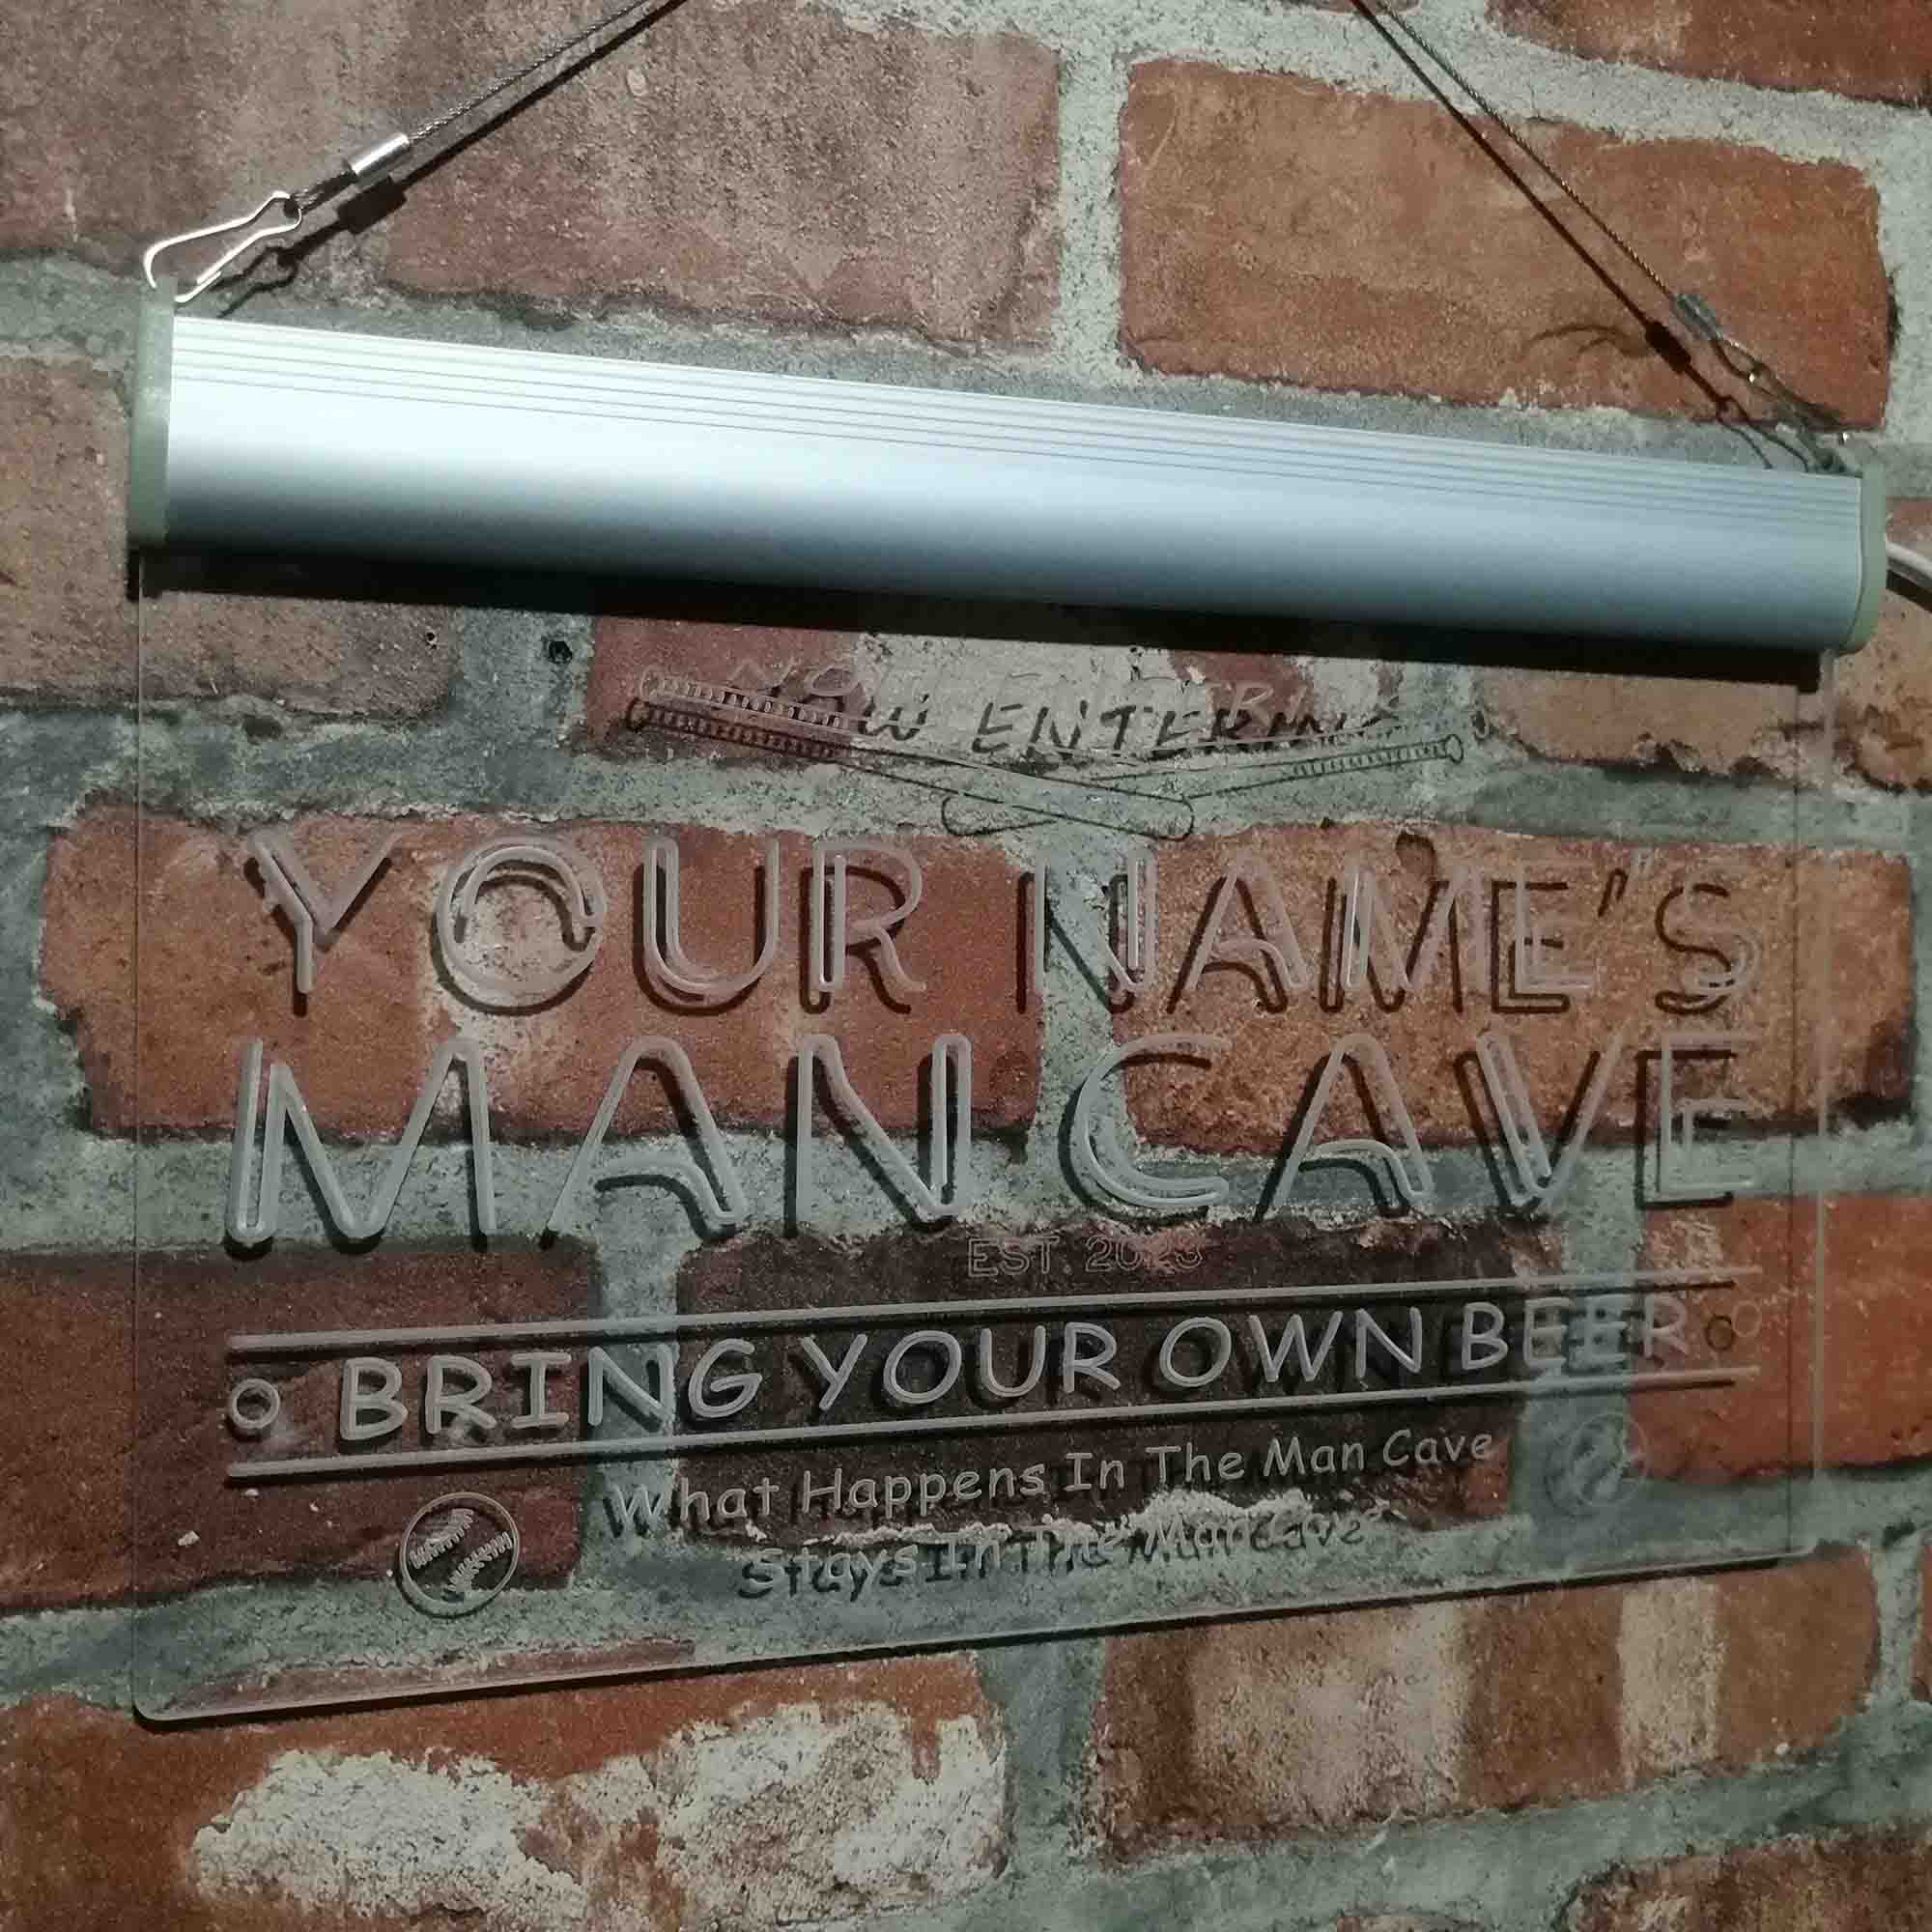 NOW ENTERING
YOUR NAME'S
MAN CAVE
EST. 2023
BRING YOUR OWN BEER
What Happens In The Man Cave
Stays In The Man Cave